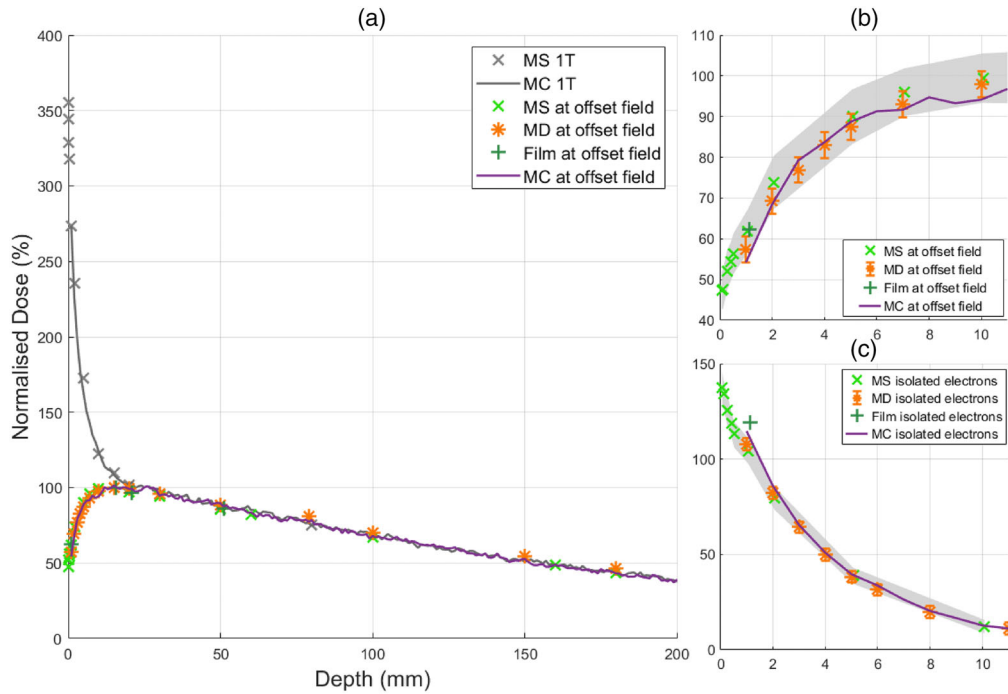 (a)
400
350
300
250
200
150
100
50
0
Normalised Dose (%)
0 50 100 150 200
Depth (mm)
MS 1T
MC 1T
MS at offset field
MD at offset field
Film at offset field
MC at offset field
(b)
110
100
90
80
70
60
50
40
0 2 4 6 8 10
MS at offset field
MD at offset field
Film at offset field
MC at offset field
(c)
150
100
50
0
0 2 4 6 8 10
MS isolated electrons
MD isolated electrons
Film isolated electrons
MC isolated electrons